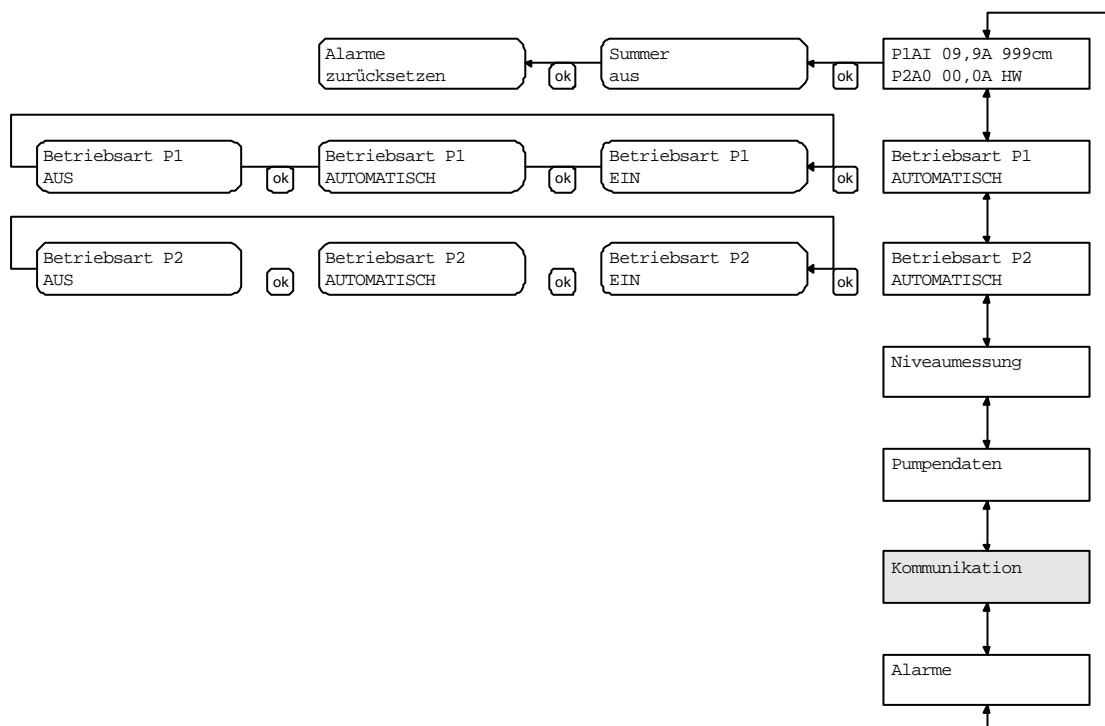 Alarme
zurücksetzen
ok
Summer
aus
ok
P1AI 09,9A 999cm
P2A0 00,0A HW
Betriebsart P1
AUS
ok
Betriebsart P1
AUTOMATISCH
ok
Betriebsart P1
EIN
ok
Betriebsart P1
AUTOMATISCH
Betriebsart P2
AUS
ok
Betriebsart P2
AUTOMATISCH
ok
Betriebsart P2
EIN
ok
Betriebsart P2
AUTOMATISCH
Niveaumessung
Pumpendaten
Kommunikation
Alarme